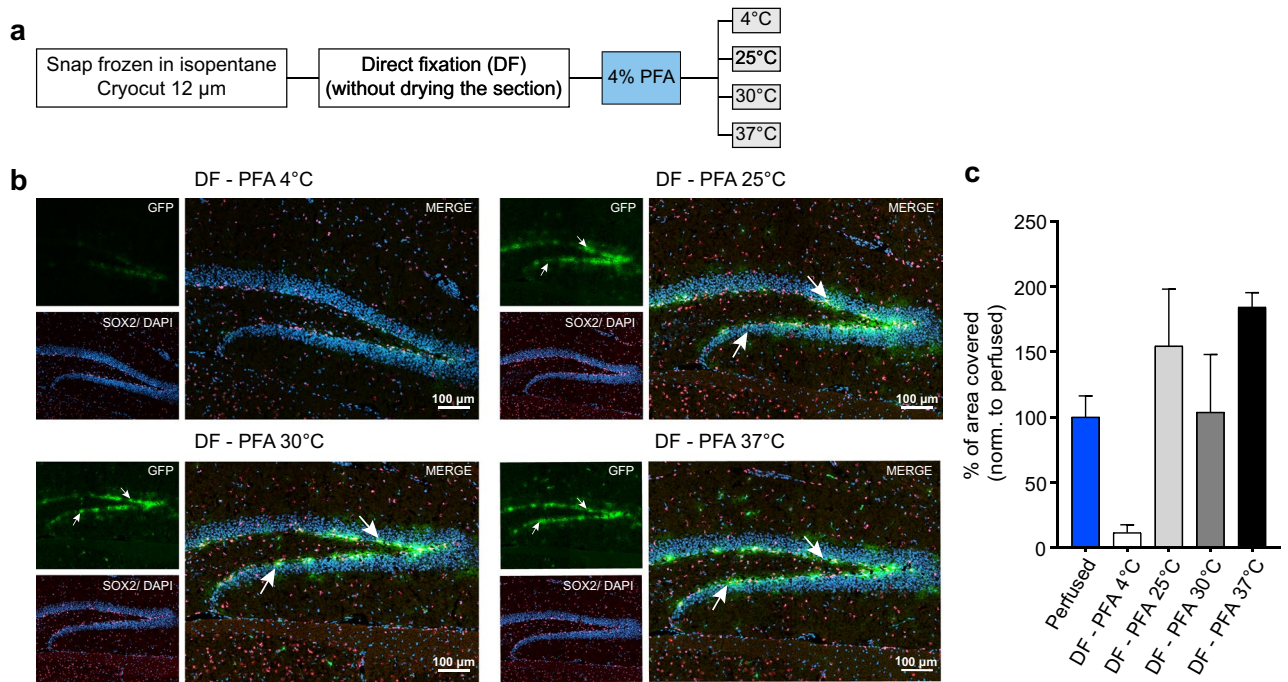 a
Snap frozen in isopentane
Cryocut 12 µm
Direct fixation (DF)
(without drying the section)
4% PFA
4°C
25°C
30°C
37°C
b
DF - PFA 4°C
GFP
MERGE
SOX2/ DAPI
100 µm
DF - PFA 25°C
GFP
MERGE
SOX2/ DAPI
100 µm
DF - PFA 30°C
GFP
MERGE
SOX2/ DAPI
100 µm
DF - PFA 37°C
GFP
MERGE
SOX2/ DAPI
100 µm
c
% of area covered
(norm. to perfused)
250
200
150
100
50
0
Perfused
DF - PFA 4°C
DF - PFA 25°C
DF - PFA 30°C
DF - PFA 37°C